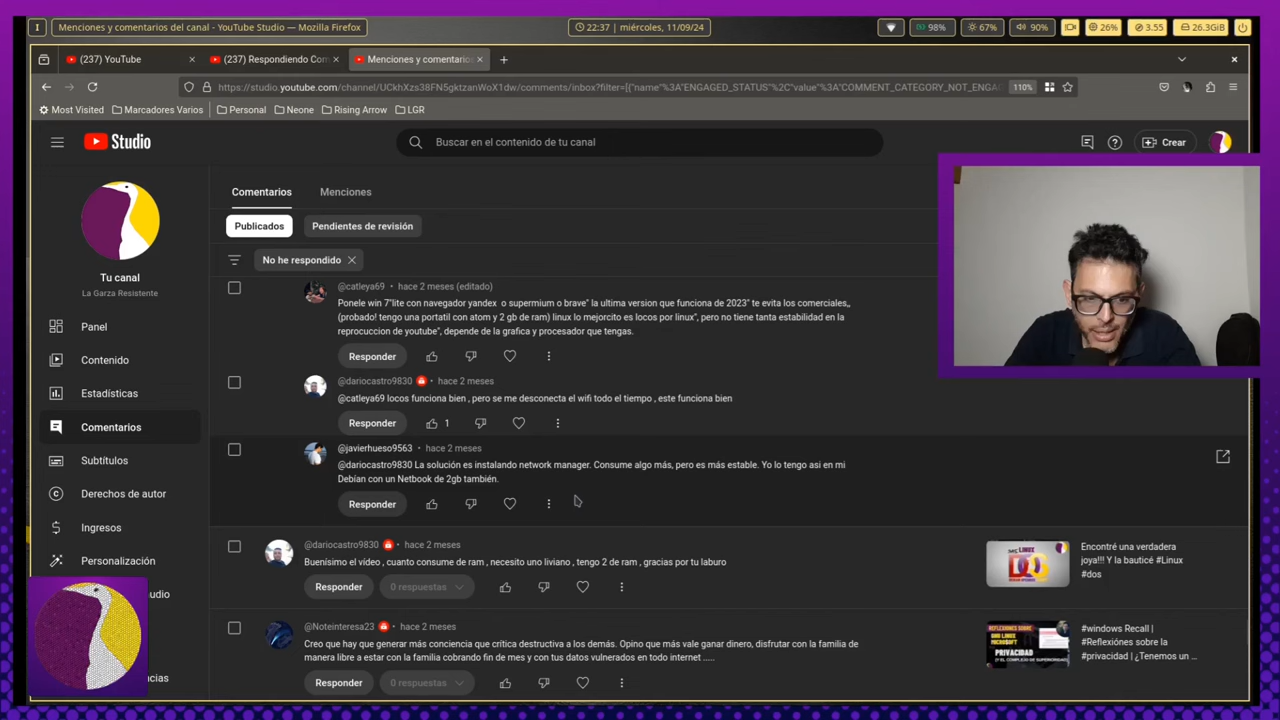 I
Menciones y comentarios del canal - YouTube Studio — Mozilla Firefox
22:37 | miércoles, 11/09/24
98%
67%
90%
26%
3.55
26.3GiB
(237) YouTube
(237) Respondiendo Com
Menciones y comentarios
https://studio.youtube.com/channel/UCkhXzs38FN5gktzanWoX1dw/comments/inbox?filter=[{"name"%3A"ENGAGED_STATUS"%2C"value"%3A"COMMENT_CATEGORY_NOT_ENGA
110%
Most Visited
Marcadores Varios
Personal
Neone
Rising Arrow
LGR
Studio
Buscar en el contenido de tu canal
Crear
Tu canal
La Garza Resistente
Panel
Contenido
Estadísticas
Comentarios
Subtítulos
Derechos de autor
Ingresos
Personalización
udio
ncias
Comentarios
Menciones
Publicados
Pendientes de revisión
No he respondido
@catleya69 • hace 2 meses (editado)
Ponele win 7"lite con navegador yandex o supermium o brave" la ultima version que funciona de 2023" te evita los comerciales,,
(probado! tengo una portatil con atom y 2 gb de ram) linux lo mejorcito es locos por linux", pero no tiene tanta estabilidad en la
reproccucion de youtube", depende de la grafica y procesador que tengas.
Responder
@dariocastro9830 • hace 2 meses
@catleya69 locos funciona bien , pero se me desconecta el wifi todo el tiempo , este funciona bien
Responder
1
@javierhueso9563 hace 2 meses
@dariocastro9830 La solución es instalando network manager. Consume algo más, pero es más estable. Yo lo tengo asi en mi
Debían con un Netbook de 2gb también.
Responder
@dariocastro9830 • hace 2 meses
Buenísimo el vídeo , cuanto consume de ram , necesito uno liviano , tengo 2 de ram , gracias por tu laburo
Responder
0 respuestas
Encontré una verdadera
joya!!! Y la bauticé #Linux
#dos
@Noteinteresa23 • hace 2 meses
Creo que hay que generar más conciencia que crítica destructiva a los demás. Opino que más vale ganar dinero, disfrutar con la familia de
manera libre a estar con la familia cobrando fin de mes y con tus datos vulnerados en todo internet .....
Responder
0 respuestas
REFLEXIÓNES SOBRE
PRIVACIDAD
#windows Recall |
#Reflexiónes sobre la
#privacidad | ¿Tenemos un ...